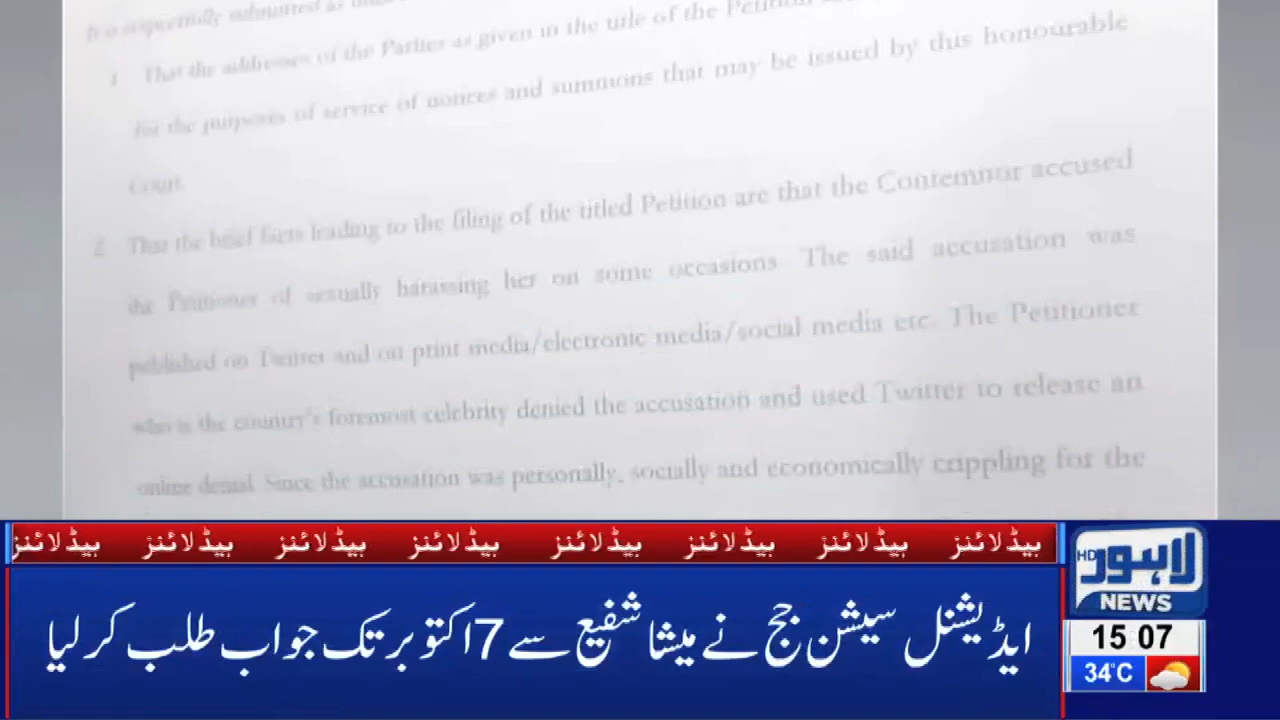 It is respectfully submitted as
1. That the addresses of the Parties as given in the title of the Petition
for the purposes of service of notices and summons that may be issued by this honourable
Court.
2. That the brief facts leading to the filing of the titled Petition are that the Contemnor accused
the Petitioner of sexually harassing her on some occasions. The said accusation was
published on Twitter and on print media/electronic media/social media etc. The Petitioner
who is the country's foremost celebrity denied the accusation and used Twitter to release an
online denial. Since the accusation was personally, socially and economically crippling for the
ہیڈلائنز ہیڈلائنز ہیڈلائنز ہیڈلائنز ہیڈلائنز ہیڈلائنز ہیڈلائنز ہیڈلائنز
ایڈیشنل سیشن جج نے میشا شفیع سے 7 اکتوبر تک جواب طلب کر لیا
لاہور HD
NEWS
15 07
34°C